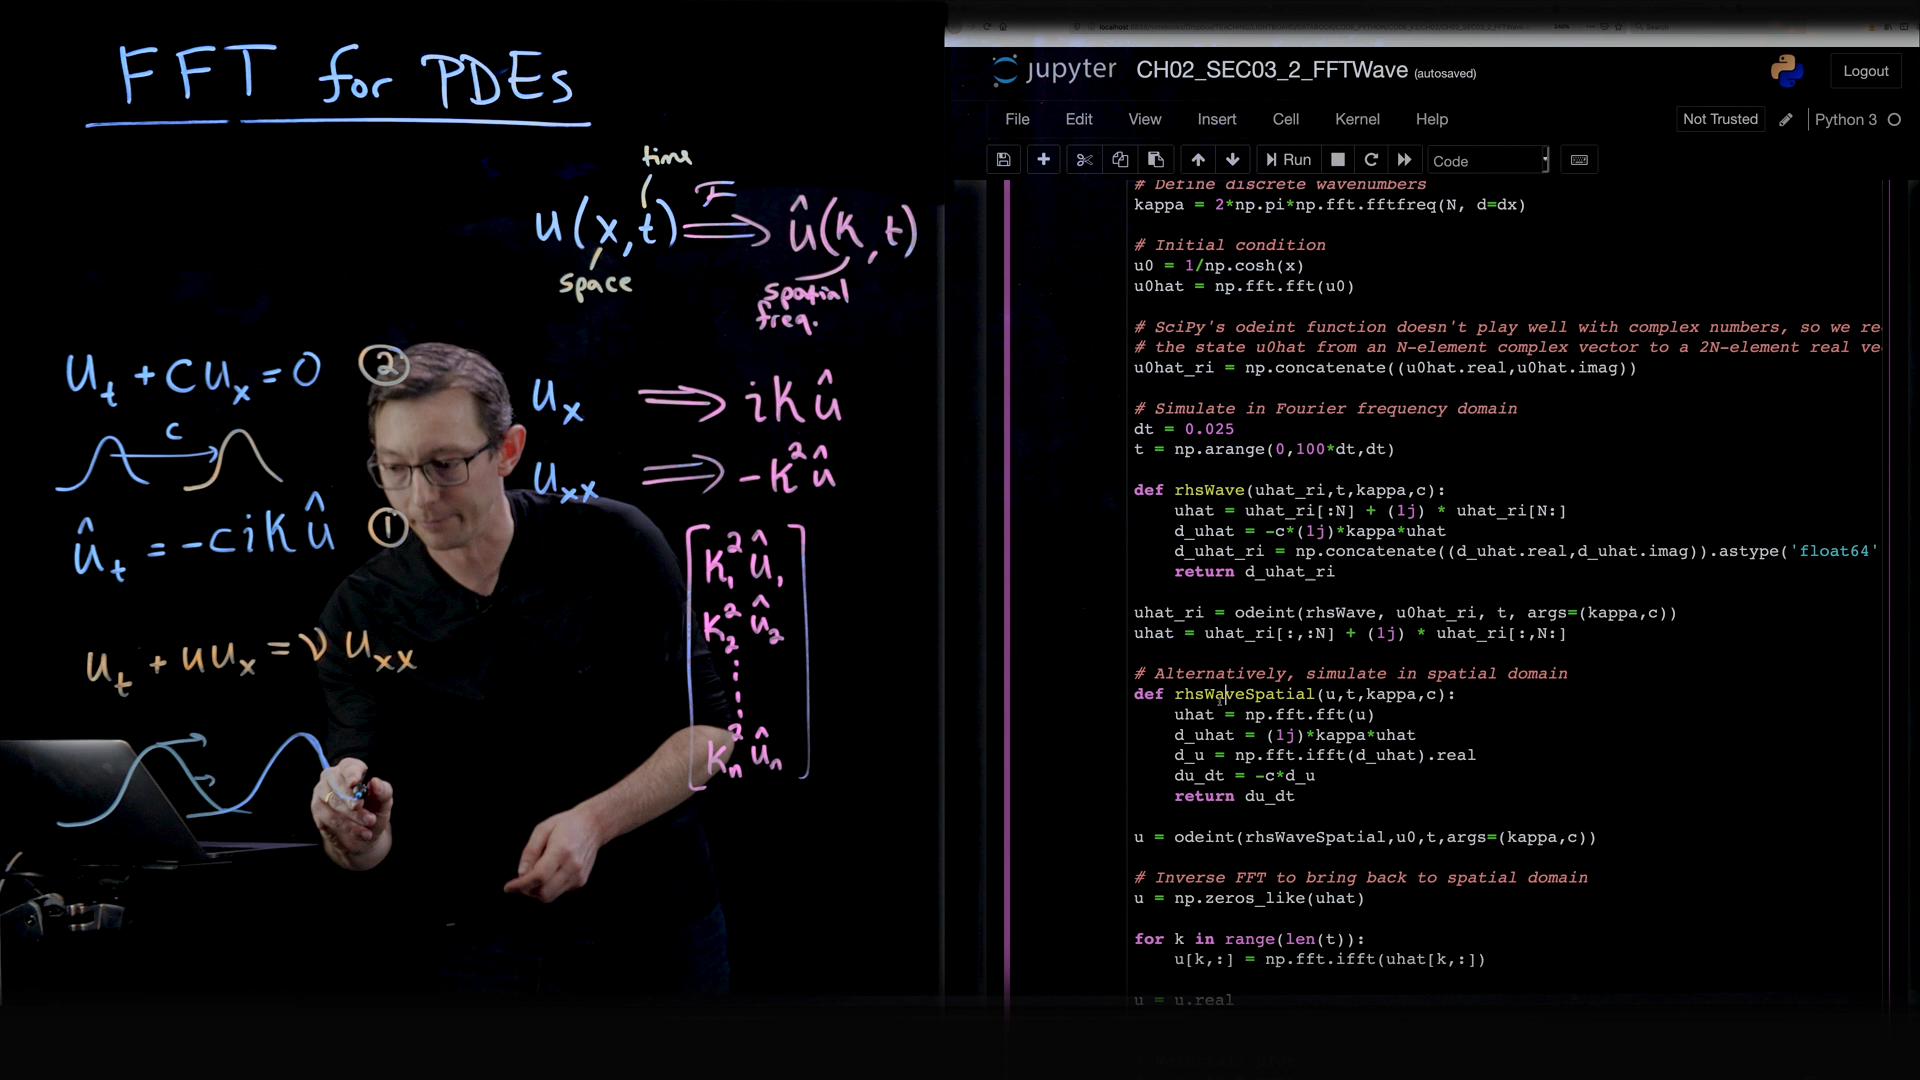 FFT for PDEs
time
u(x,t) ℱ ⟹ û(k,t)
space
spatial
freq.
u_t + c u_x = 0 ②
c
û_t = -c i k û ①
u_x ⟹ i k û
u_xx ⟹ -k² û
k₁² û₁
k₂² û₂
⋮
k_n² û_n
u_t + u u_x = ν u_xx
jupyter CH02_SEC03_2_FFTWave (autosaved)
Logout
File Edit View Insert Cell Kernel Help
Not Trusted
Python 3
Run
Code
# Define discrete wavenumbers
kappa = 2*np.pi*np.fft.fftfreq(N, d=dx)
# Initial condition
u0 = 1/np.cosh(x)
u0hat = np.fft.fft(u0)
# SciPy's odeint function doesn't play well with complex numbers, so we re
# the state u0hat from an N-element complex vector to a 2N-element real ve
u0hat_ri = np.concatenate((u0hat.real,u0hat.imag))
# Simulate in Fourier frequency domain
dt = 0.025
t = np.arange(0,100*dt,dt)
def rhsWave(uhat_ri,t,kappa,c):
uhat = uhat_ri[:N] + (1j) * uhat_ri[N:]
d_uhat = -c*(1j)*kappa*uhat
d_uhat_ri = np.concatenate((d_uhat.real,d_uhat.imag)).astype('float64'
return d_uhat_ri
uhat_ri = odeint(rhsWave, u0hat_ri, t, args=(kappa,c))
uhat = uhat_ri[:,:N] + (1j) * uhat_ri[:,N:]
# Alternatively, simulate in spatial domain
def rhsWaveSpatial(u,t,kappa,c):
uhat = np.fft.fft(u)
d_uhat = (1j)*kappa*uhat
d_u = np.fft.ifft(d_uhat).real
du_dt = -c*d_u
return du_dt
u = odeint(rhsWaveSpatial,u0,t,args=(kappa,c))
# Inverse FFT to bring back to spatial domain
u = np.zeros_like(uhat)
for k in range(len(t)):
u[k,:] = np.fft.ifft(uhat[k,:])
u = u.real